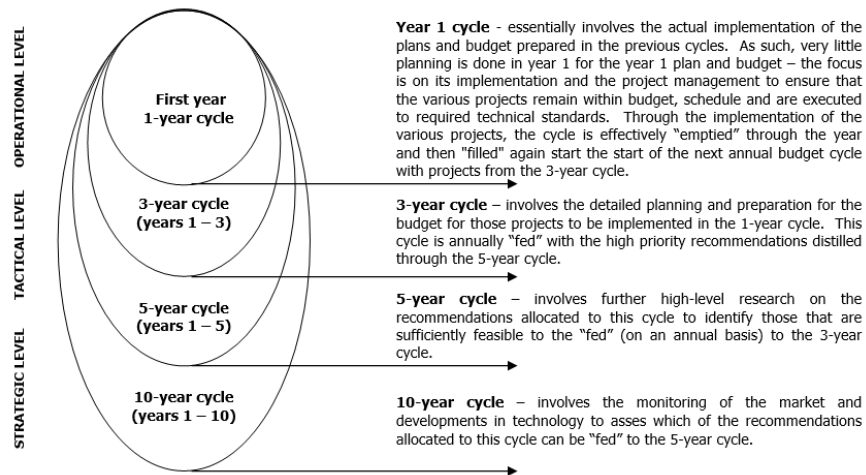 OPERATIONAL LEVEL
TACTICAL LEVEL
STRATEGIC LEVEL
First year
1-year cycle
3-year cycle
(years 1 – 3)
5-year cycle
(years 1 – 5)
10-year cycle
(years 1 – 10)
Year 1 cycle - essentially involves the actual implementation of the
plans and budget prepared in the previous cycles. As such, very little
planning is done in year 1 for the year 1 plan and budget – the focus
is on its implementation and the project management to ensure that
the various projects remain within budget, schedule and are executed
to required technical standards. Through the implementation of the
various projects, the cycle is effectively “emptied” through the year
and then "filled" again start the start of the next annual budget cycle
with projects from the 3-year cycle.
3-year cycle – involves the detailed planning and preparation for the
budget for those projects to be implemented in the 1-year cycle. This
cycle is annually “fed” with the high priority recommendations distilled
through the 5-year cycle.
5-year cycle – involves further high-level research on the
recommendations allocated to this cycle to identify those that are
sufficiently feasible to the “fed” (on an annual basis) to the 3-year
cycle.
10-year cycle – involves the monitoring of the market and
developments in technology to asses which of the recommendations
allocated to this cycle can be “fed” to the 5-year cycle.